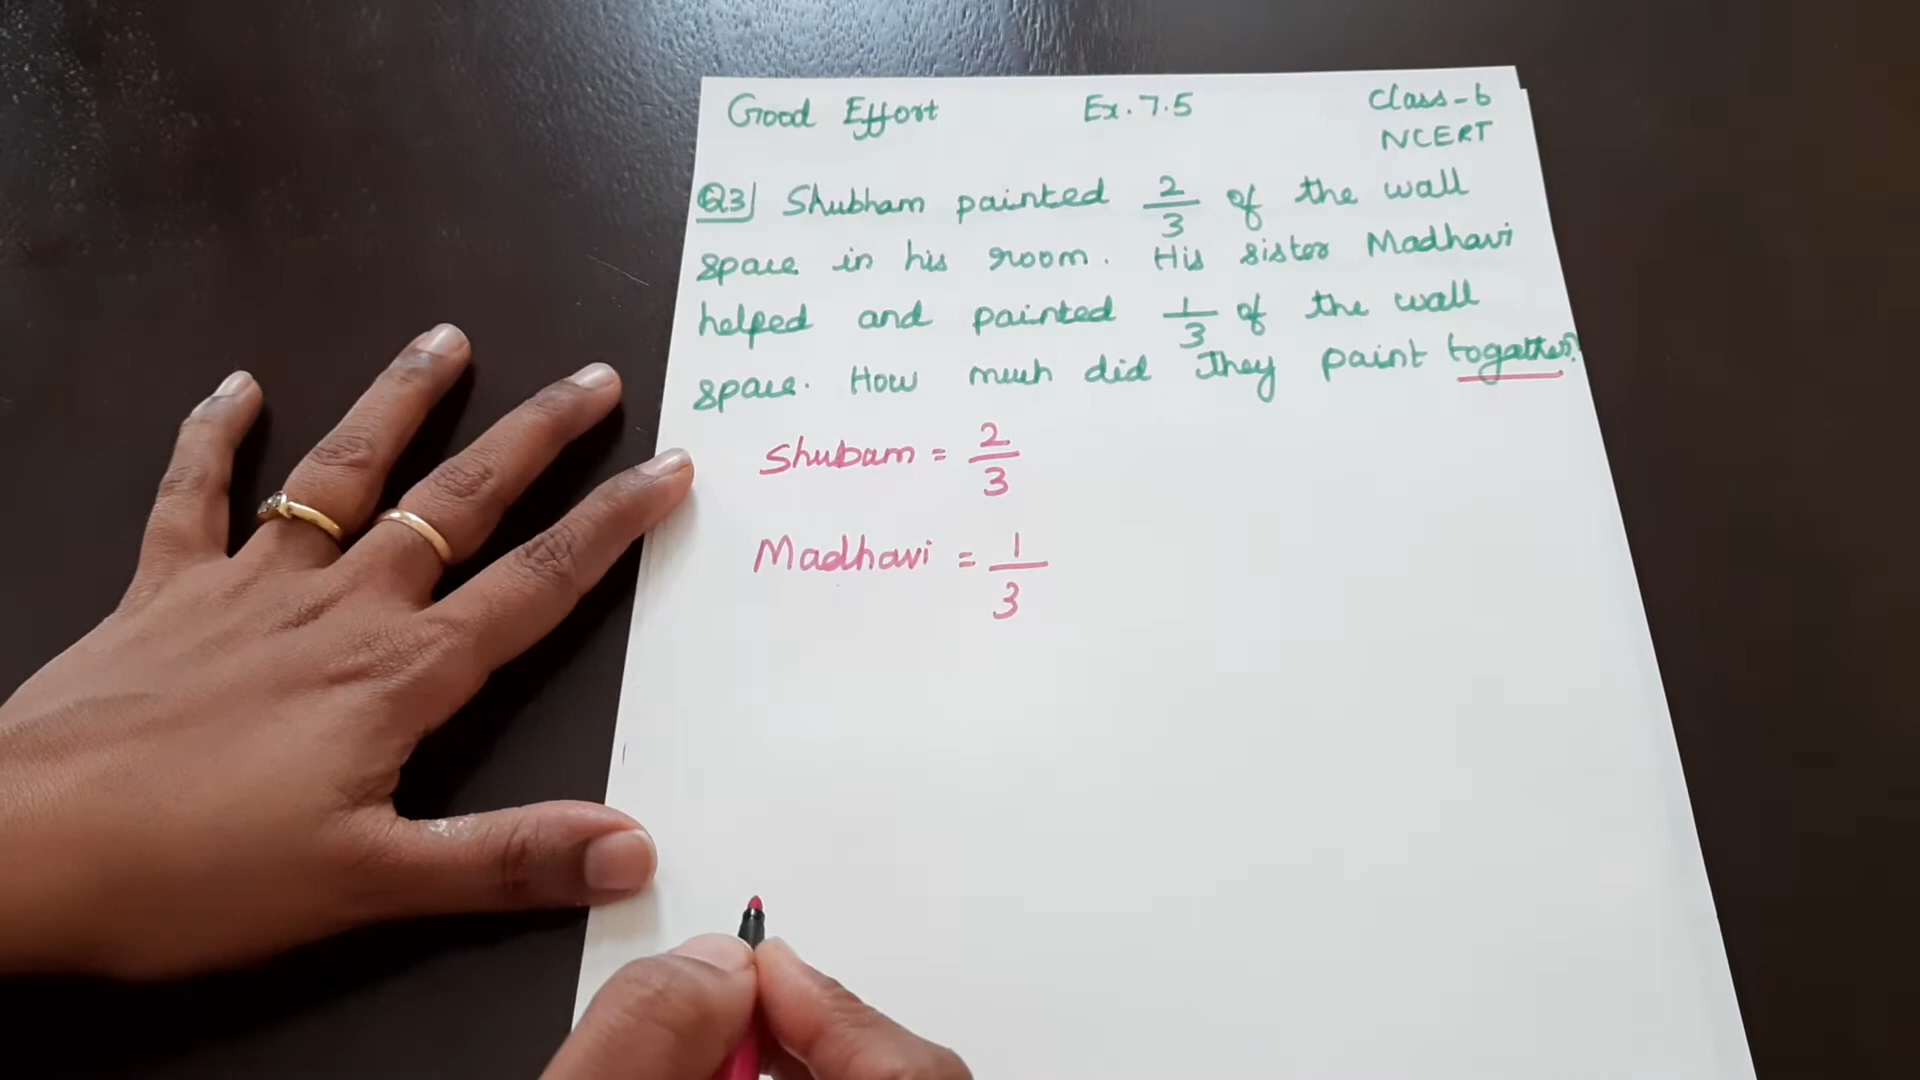 Good Effort Ex. 7.5 Class-6
NCERT
Q3] Shubham painted 2/3 of the wall
space in his room. His sister Madhavi
helped and painted 1/3 of the wall
space. How much did They paint togather?
Shubam = 2/3
Madhavi = 1/3